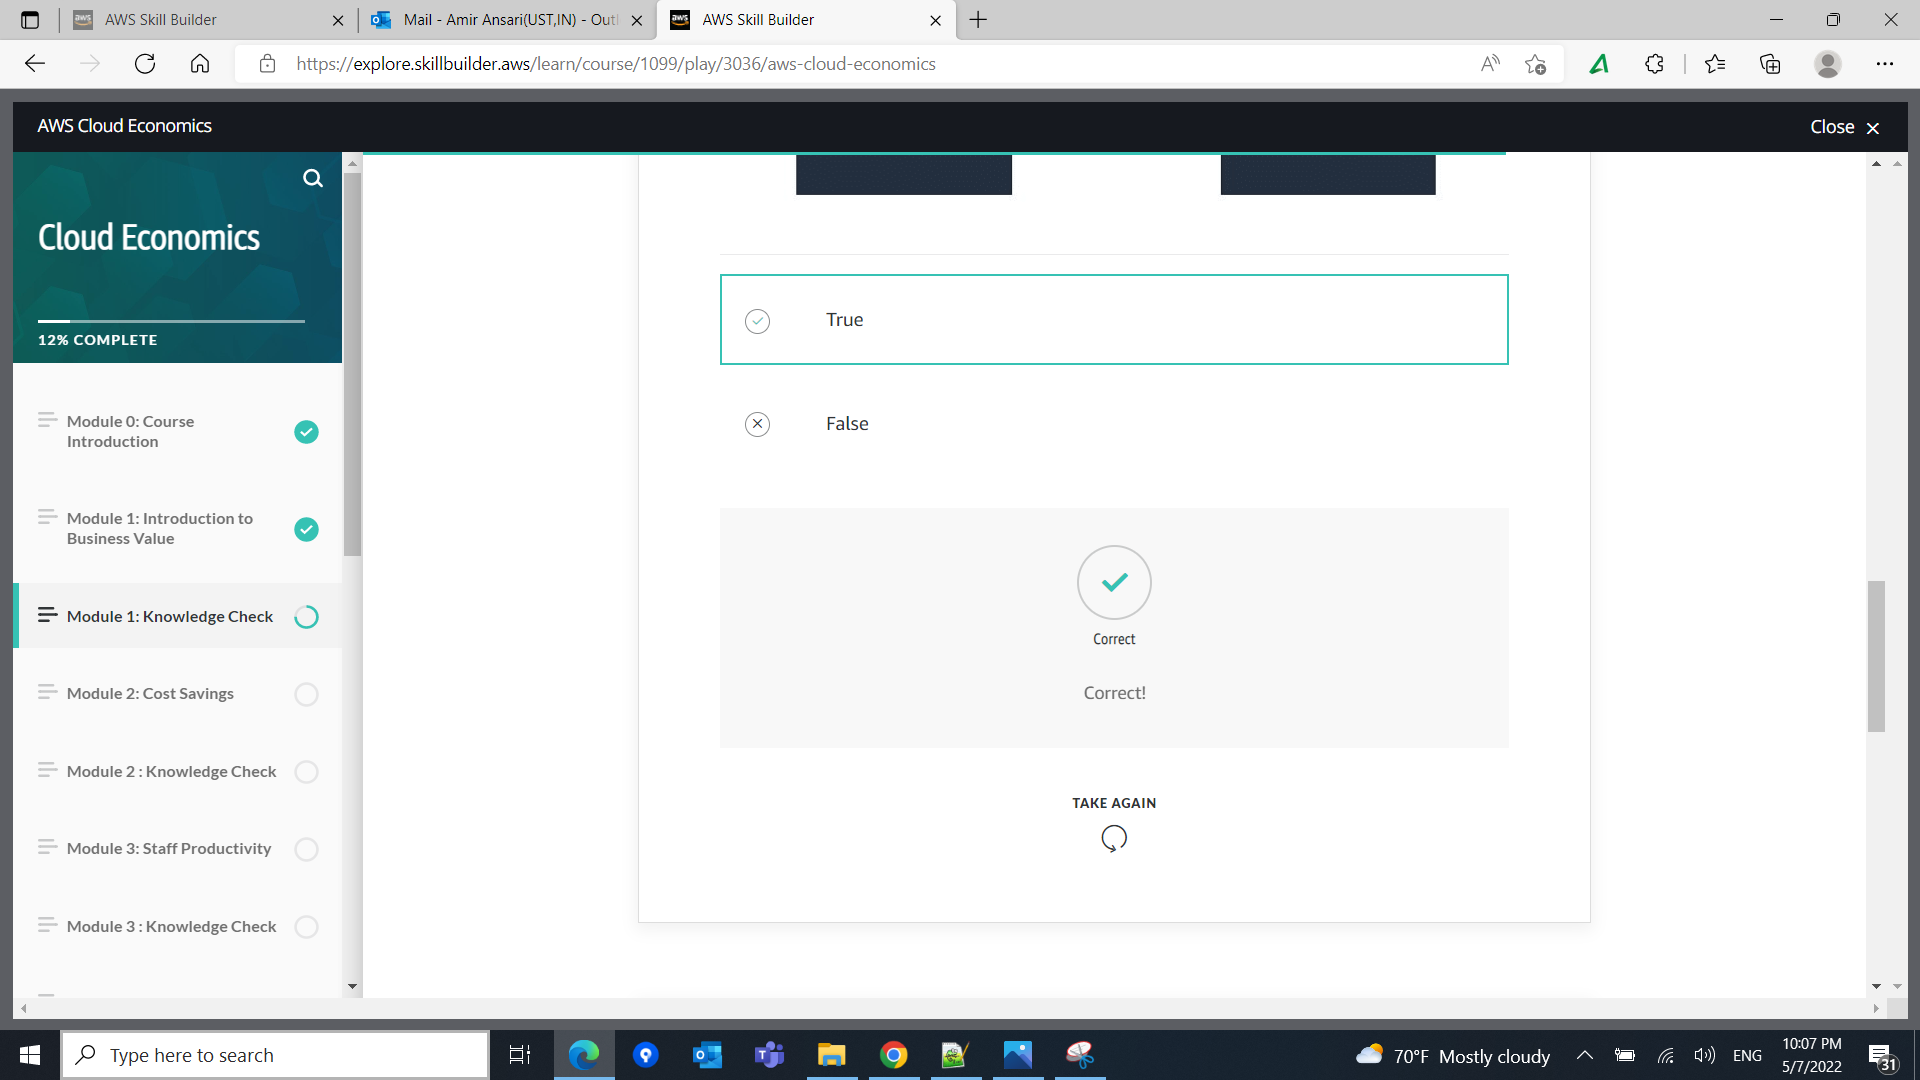 AWS Skill Builder
Mail - Amir Ansari(UST,IN) - Outl
AWS Skill Builder
https://explore.skillbuilder.aws/learn/course/1099/play/3036/aws-cloud-economics
AWS Cloud Economics
Close
Cloud Economics
12% COMPLETE
Module 0: Course
Introduction
Module 1: Introduction to
Business Value
Module 1: Knowledge Check
Module 2: Cost Savings
Module 2 : Knowledge Check
Module 3: Staff Productivity
Module 3 : Knowledge Check
True
False
Correct
Correct!
TAKE AGAIN
Type here to search
70°F Mostly cloudy
ENG
10:07 PM
5/7/2022
31